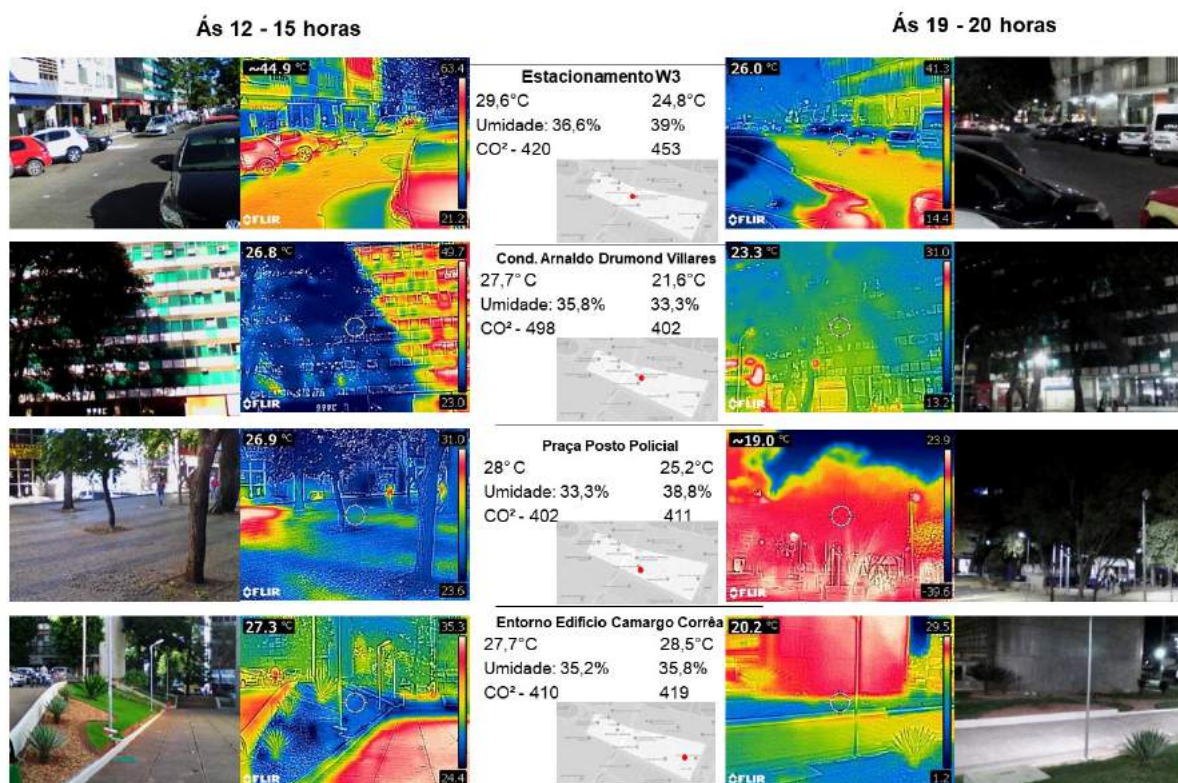 Ás 12 - 15 horas
Ás 19 - 20 horas
~44.9 °C
63.4
21.2
FLIR
Estacionamento W3
29,6°C 24,8°C
Umidade: 36,6% 39%
CO² - 420 453
26.0 °C
41.3
14.4
FLIR
26.8 °C
49.7
23.0
FLIR
Cond. Arnaldo Drumond Villares
27,7°C 21,6°C
Umidade: 35,8% 33,3%
CO² - 498 402
23.3 °C
31.0
13.2
FLIR
26.9 °C
31.0
23.6
FLIR
Praça Posto Policial
28°C 25,2°C
Umidade: 33,3% 38,8%
CO² - 402 411
~19.0 °C
23.9
-39.6
FLIR
27.3 °C
35.3
24.4
FLIR
Entorno Edificio Camargo Corrêa
27,7°C 28,5°C
Umidade: 35,2% 35,8%
CO² - 410 419
20.2 °C
29.5
1.2
FLIR